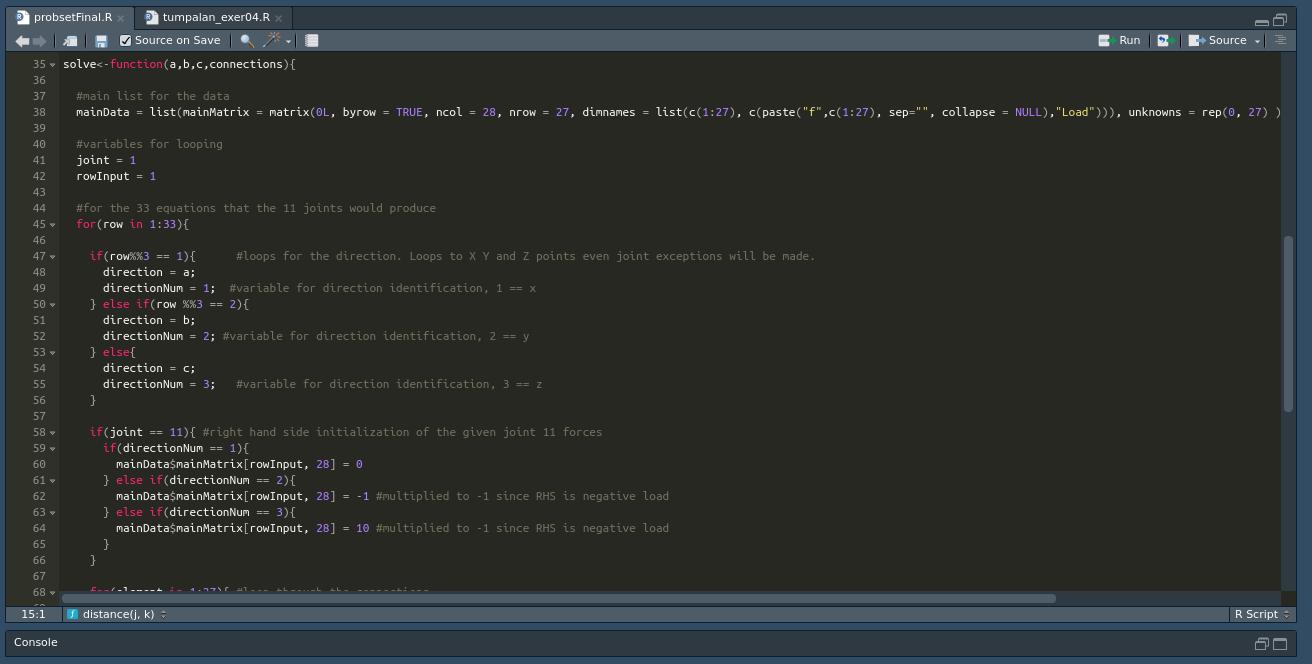 probsetFinal.R × tumpalan_exer04.R ×
Source on Save Run Source
35 solve<-function(a,b,c,connections){
36
37 #main list for the data
38 mainData = list(mainMatrix = matrix(0L, byrow = TRUE, ncol = 28, nrow = 27, dimnames = list(c(1:27), c(paste("f",c(1:27), sep="", collapse = NULL),"Load"))), unknowns = rep(0, 27) )
39
40 #variables for looping
41 joint = 1
42 rowInput = 1
43
44 #for the 33 equations that the 11 joints would produce
45 for(row in 1:33){
46
47 if(row%%3 == 1){ #loops for the direction. Loops to X Y and Z points even joint exceptions will be made.
48 direction = a;
49 directionNum = 1; #variable for direction identification, 1 == x
50 } else if(row %%3 == 2){
51 direction = b;
52 directionNum = 2; #variable for direction identification, 2 == y
53 } else{
54 direction = c;
55 directionNum = 3; #variable for direction identification, 3 == z
56 }
57
58 if(joint == 11){ #right hand side initialization of the given joint 11 forces
59 if(directionNum == 1){
60 mainData$mainMatrix[rowInput, 28] = 0
61 } else if(directionNum == 2){
62 mainData$mainMatrix[rowInput, 28] = -1 #multiplied to -1 since RHS is negative load
63 } else if(directionNum == 3){
64 mainData$mainMatrix[rowInput, 28] = 10 #multiplied to -1 since RHS is negative load
65 }
66 }
67
68 for(element in 1:27){ #loop through the connections
15:1 distance(j, k) R Script
Console